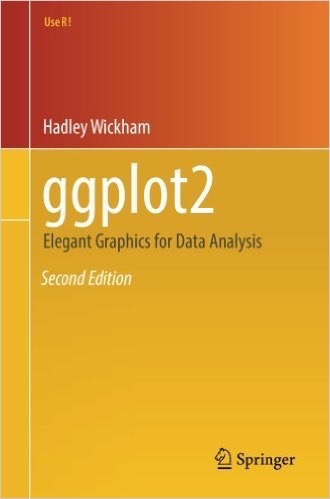 Use R!
Hadley Wickham
ggplot2
Elegant Graphics for Data Analysis
Second Edition
Springer